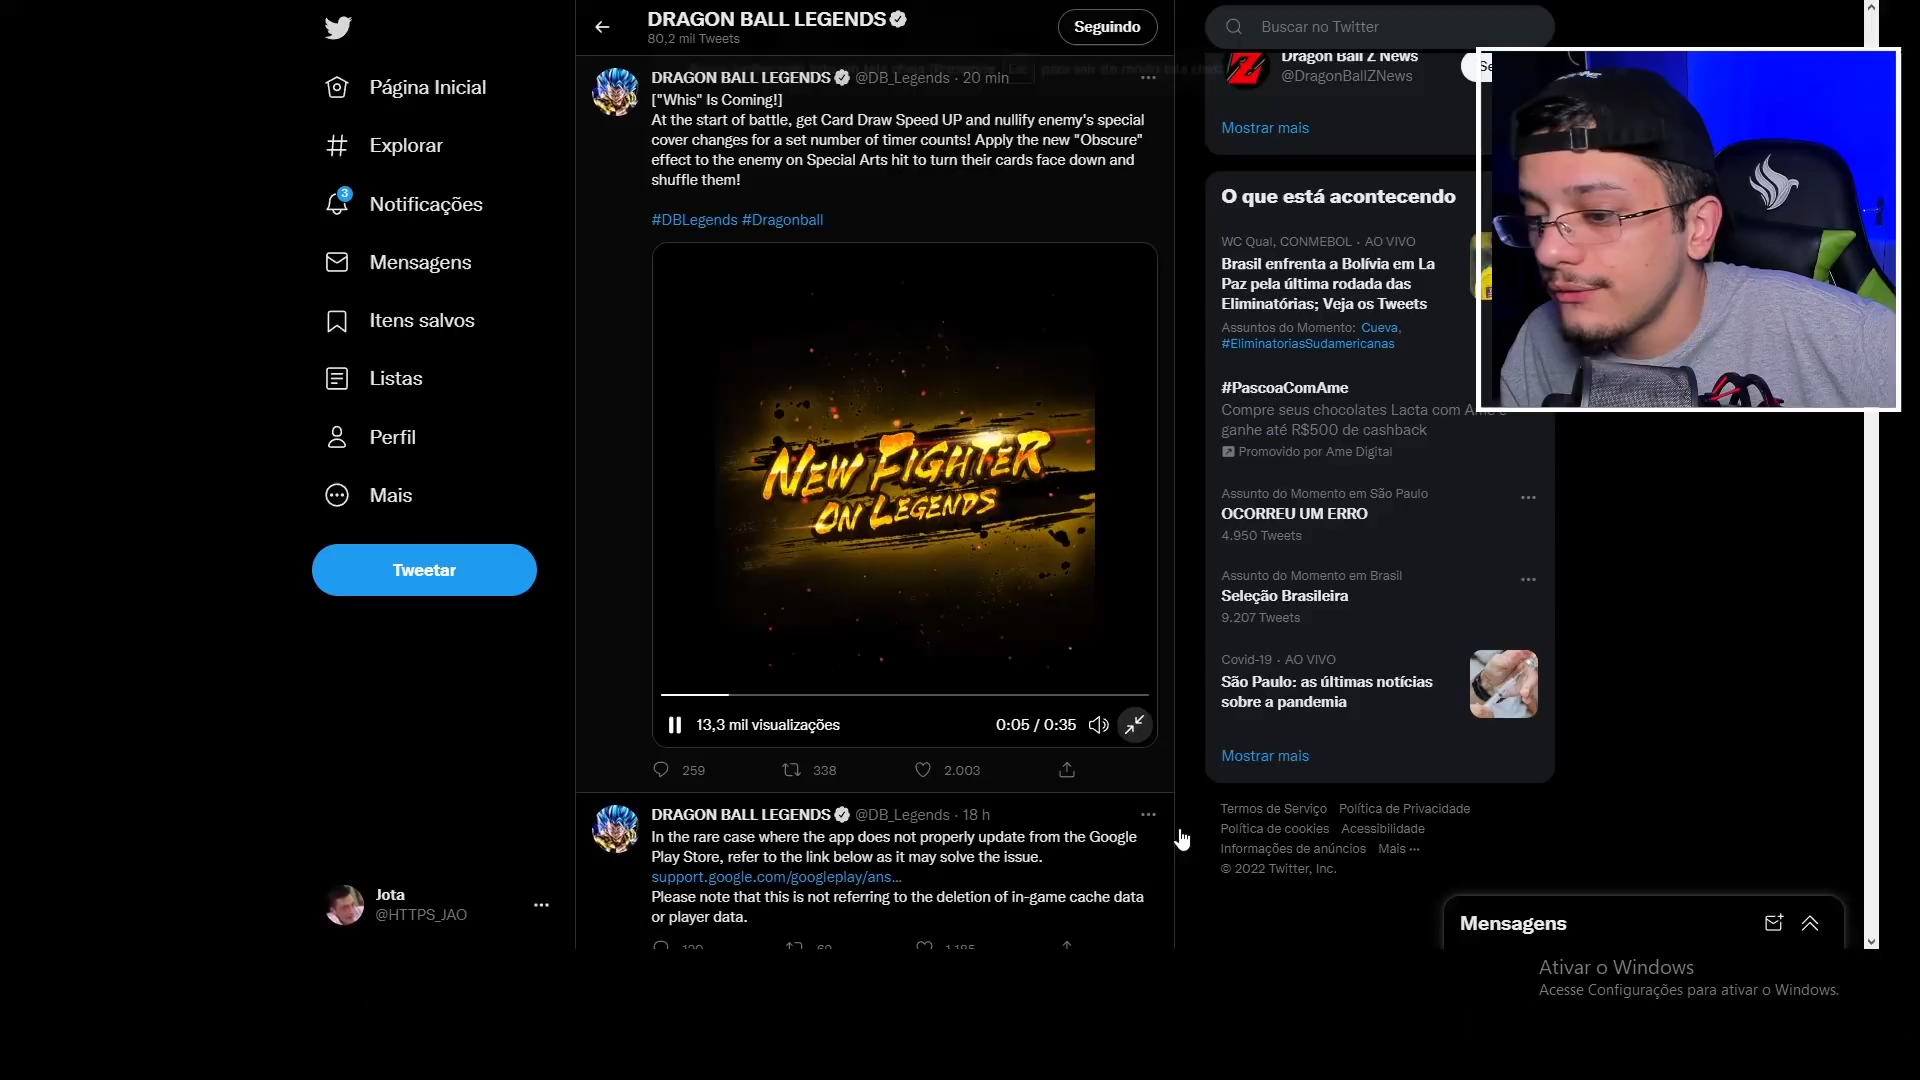 Página Inicial
Explorar
3
Notificações
Mensagens
Itens salvos
Listas
Perfil
Mais
Tweetar
Jota
@HTTPS_JAO
DRAGON BALL LEGENDS
80,2 mil Tweets
Seguindo
DRAGON BALL LEGENDS @DB_Legends · 20 min
["Whis" Is Coming!]
At the start of battle, get Card Draw Speed UP and nullify enemy's special
cover changes for a set number of timer counts! Apply the new "Obscure"
effect to the enemy on Special Arts hit to turn their cards face down and
shuffle them!
#DBLegends #Dragonball
NEW FIGHTER
ON LEGENDS
13,3 mil visualizações
0:05 / 0:35
259
338
2.003
DRAGON BALL LEGENDS @DB_Legends · 18 h
In the rare case where the app does not properly update from the Google
Play Store, refer to the link below as it may solve the issue.
support.google.com/googleplay/ans…
Please note that this is not referring to the deletion of in-game cache data
or player data.
Buscar no Twitter
Dragon Ball Z News
@DragonBallZNews
Se
Mostrar mais
O que está acontecendo
WC Qual, CONMEBOL · AO VIVO
Brasil enfrenta a Bolívia em La
Paz pela última rodada das
Eliminatórias; Veja os Tweets
Assuntos do Momento: Cueva,
#EliminatoriasSudamericanas
#PascoaComAme
Compre seus chocolates Lacta com Ame e
ganhe até R$500 de cashback
Promovido por Ame Digital
Assunto do Momento em São Paulo
OCORREU UM ERRO
4.950 Tweets
Assunto do Momento em Brasil
Seleção Brasileira
9.207 Tweets
Covid-19 · AO VIVO
São Paulo: as últimas notícias
sobre a pandemia
Mostrar mais
Termos de Serviço Política de Privacidade
Política de cookies Acessibilidade
Informações de anúncios Mais ···
© 2022 Twitter, Inc.
Mensagens
Ativar o Windows
Acesse Configurações para ativar o Windows.